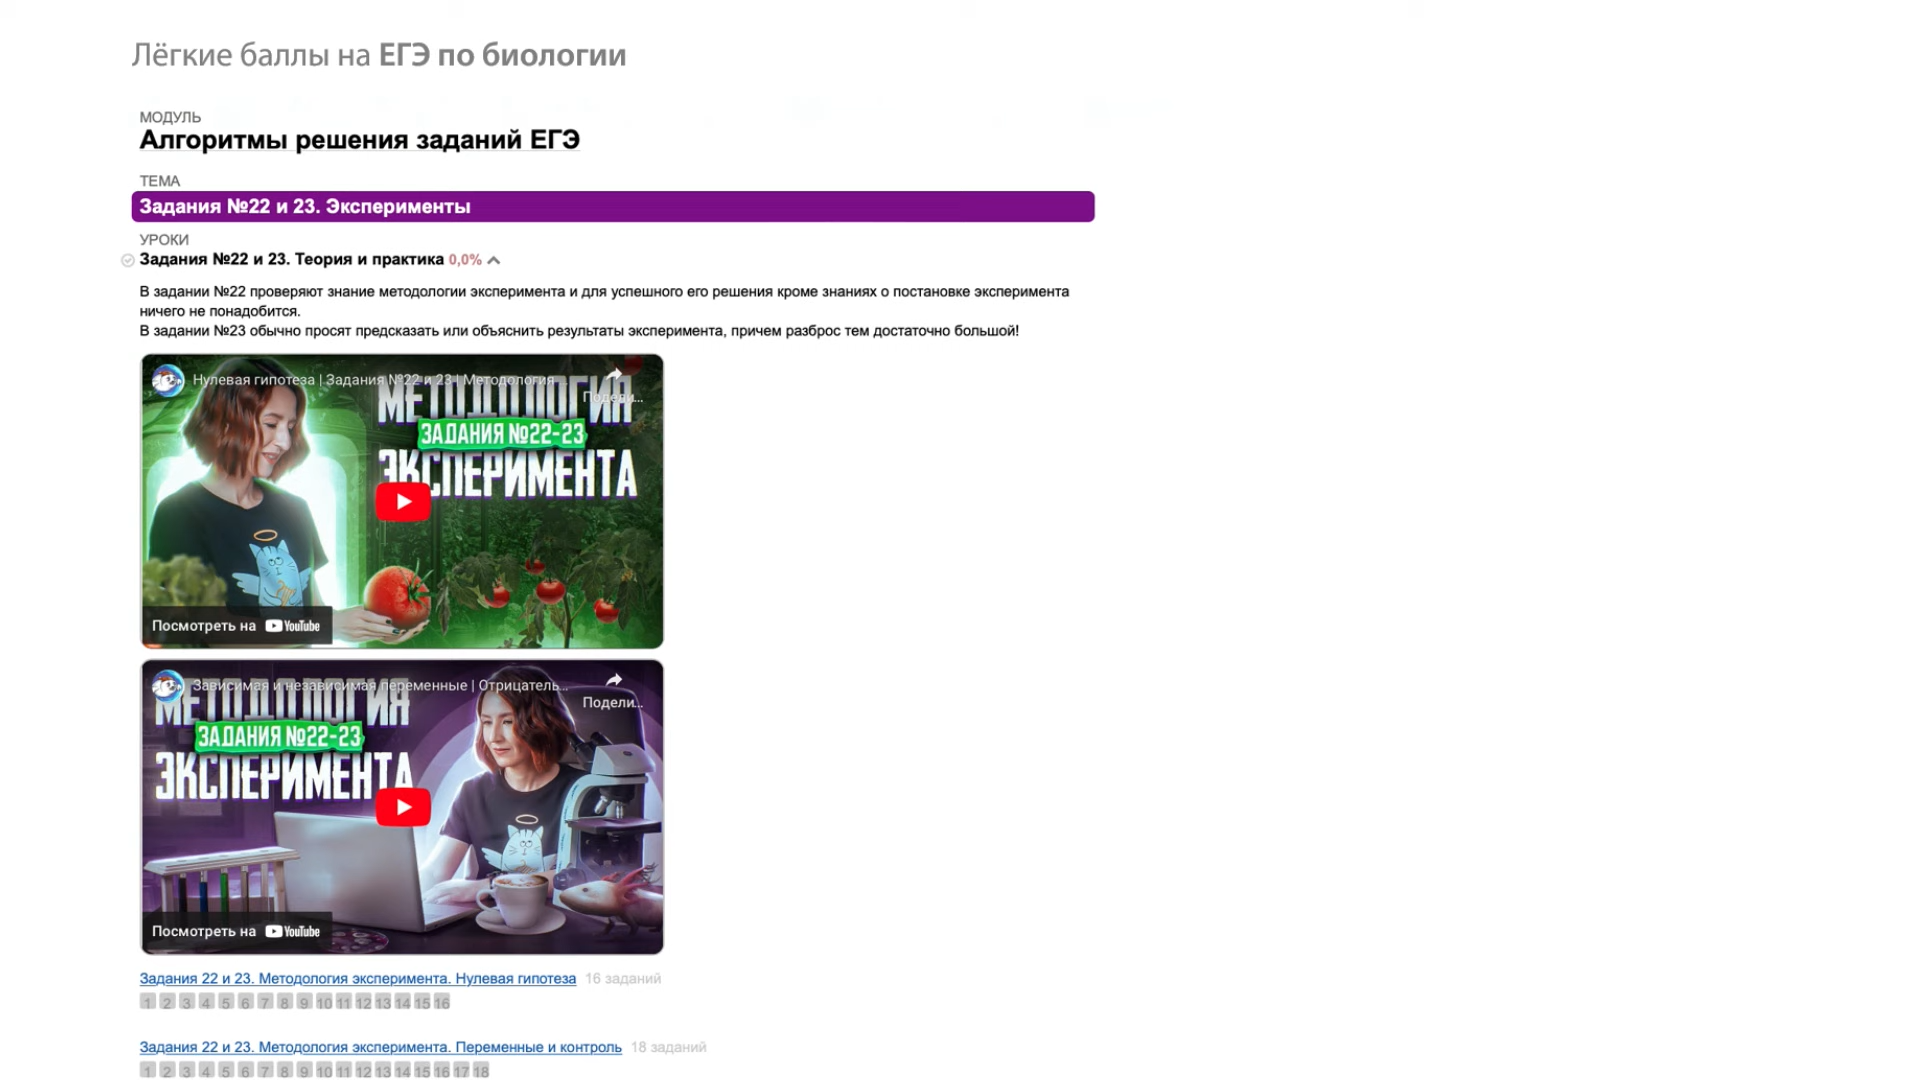 Лёгкие баллы на ЕГЭ по биологии
МОДУЛЬ
Алгоритмы решения заданий ЕГЭ
ТЕМА
Задания №22 и 23. Эксперименты
УРОКИ
Задания №22 и 23. Теория и практика 0,0%
В задании №22 проверяют знание методологии эксперимента и для успешного его решения кроме знаниях о постановке эксперимента
ничего не понадобится.
В задании №23 обычно просят предсказать или объяснить результаты эксперимента, причем разброс тем достаточно большой!
Нулевая гипотеза | Задания №22 и 23 | Методология ...
Подели...
МЕТОДОЛОГИЯ
ЗАДАНИЯ №22-23
ЭКСПЕРИМЕНТА
Посмотреть на YouTube
Зависимая и независимая переменные | Отрицатель...
Подели...
МЕТОДОЛОГИЯ
ЗАДАНИЯ №22-23
ЭКСПЕРИМЕНТА
Посмотреть на YouTube
Задания 22 и 23. Методология эксперимента. Нулевая гипотеза 16 заданий
1 2 3 4 5 6 7 8 9 10 11 12 13 14 15 16
Задания 22 и 23. Методология эксперимента. Переменные и контроль 18 заданий
1 2 3 4 5 6 7 8 9 10 11 12 13 14 15 16 17 18